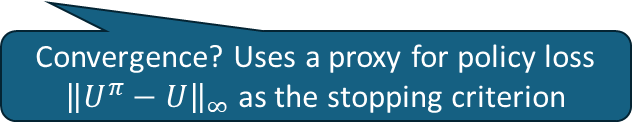 Convergence? Uses a proxy for policy loss
‖U^π − U‖_∞ as the stopping criterion